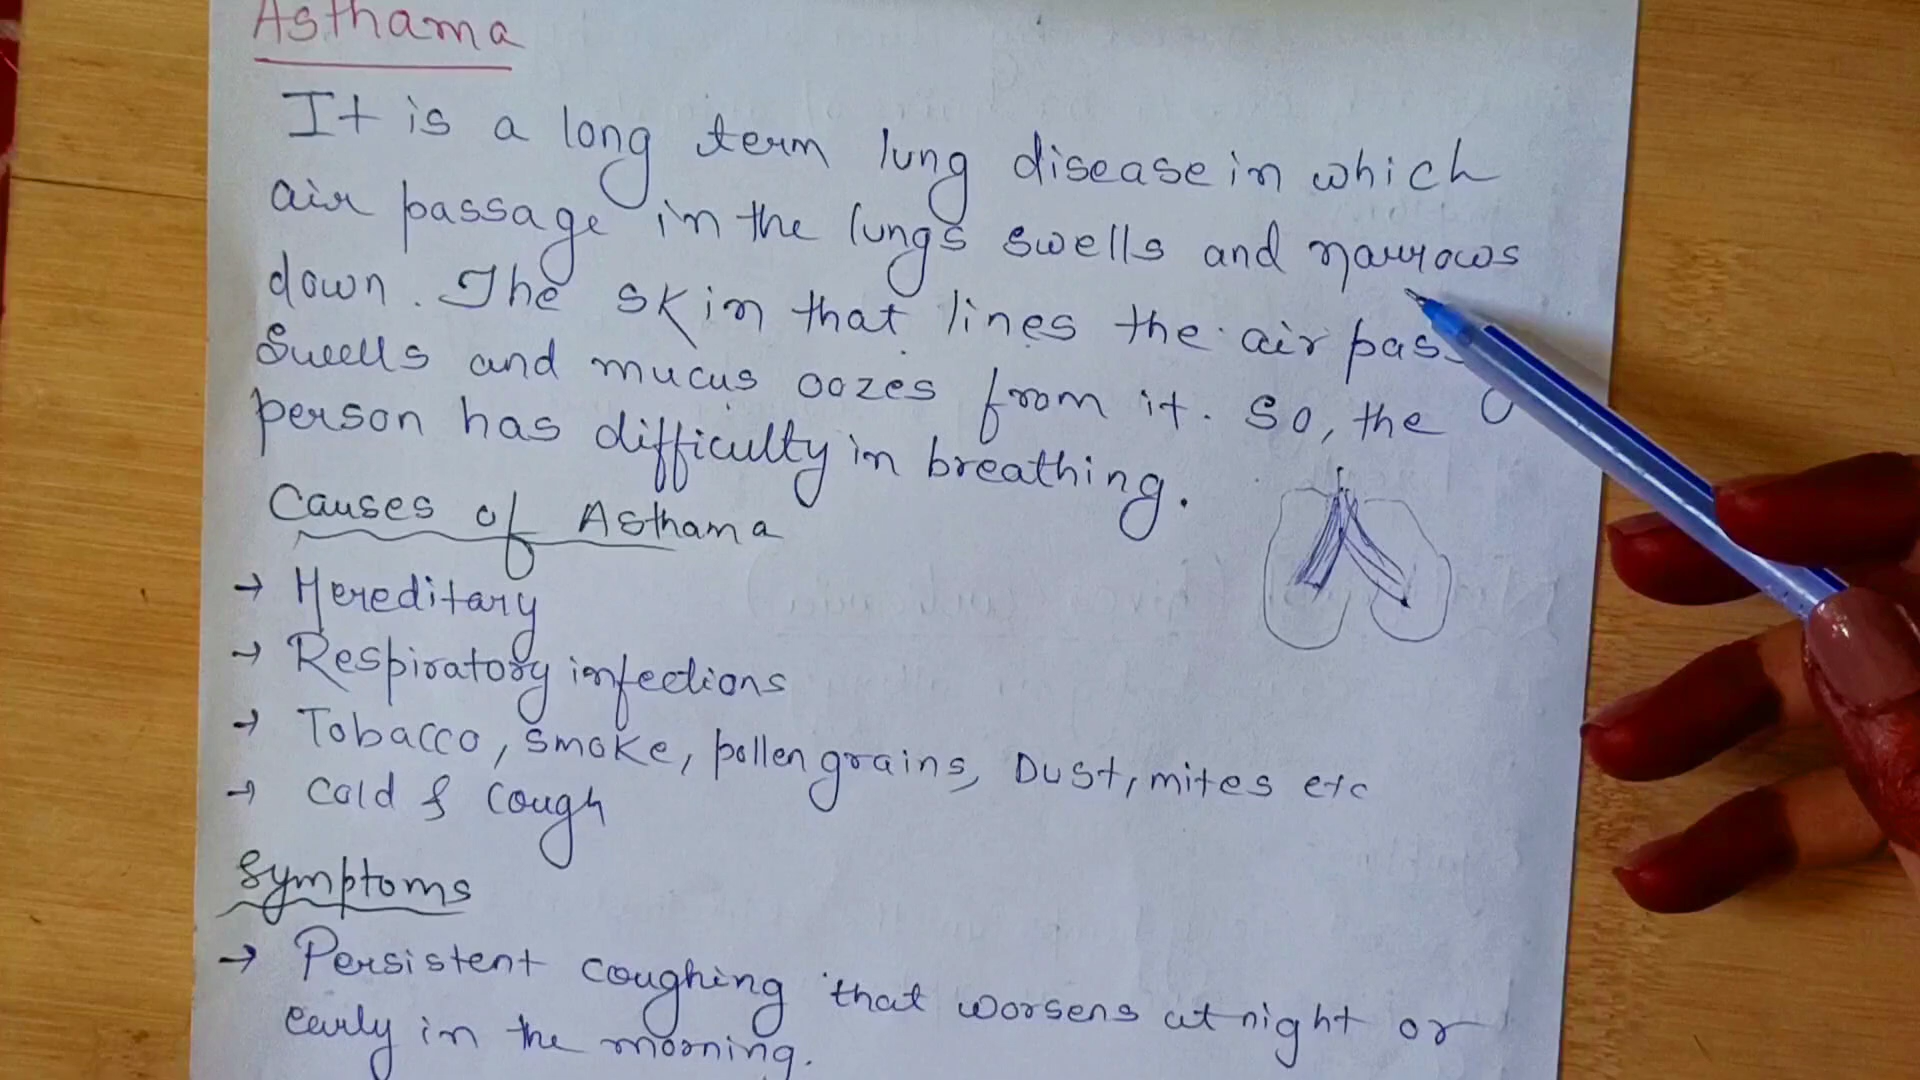 Asthama
It is a long term lung disease in which
air passage in the lungs swells and narrows
down. The skin that lines the air pas
Swells and mucus oozes from it. So, the
person has difficulty in breathing.
Causes of Asthama
→ Hereditary
→ Respiratory infections
→ Tobacco, smoke, pollen grains, Dust, mites etc
→ Cold & Cough
Symptoms
→ Persistent coughing that worsens at night or
early in the morning.